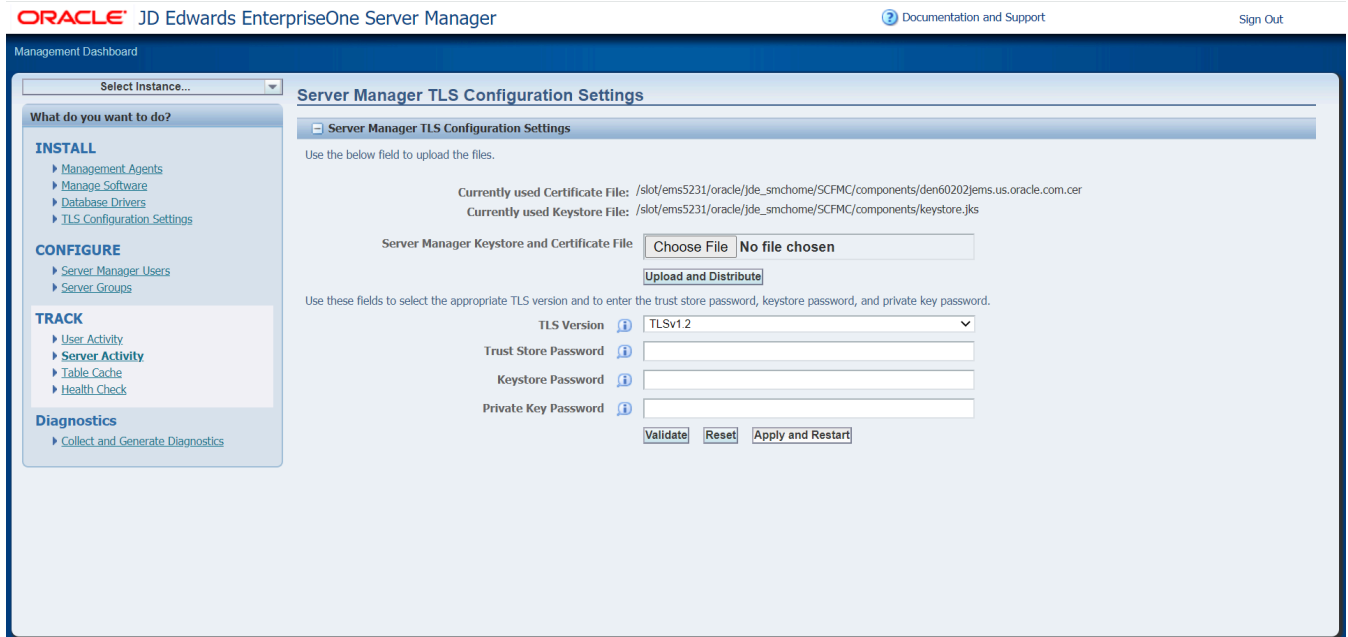 ORACLE JD Edwards EnterpriseOne Server Manager
Documentation and Support
Sign Out
Management Dashboard
Select Instance...
What do you want to do?
INSTALL
Management Agents
Manage Software
Database Drivers
TLS Configuration Settings
CONFIGURE
Server Manager Users
Server Groups
TRACK
User Activity
Server Activity
Table Cache
Health Check
Diagnostics
Collect and Generate Diagnostics
Server Manager TLS Configuration Settings
Server Manager TLS Configuration Settings
Use the below field to upload the files.
Currently used Certificate File: /slot/ems5231/oracle/jde_smchome/SCFMC/components/den60202jems.us.oracle.com.cer
Currently used Keystore File: /slot/ems5231/oracle/jde_smchome/SCFMC/components/keystore.jks
Server Manager Keystore and Certificate File Choose File No file chosen
Upload and Distribute
Use these fields to select the appropriate TLS version and to enter the trust store password, keystore password, and private key password.
TLS Version TLSv1.2
Trust Store Password
Keystore Password
Private Key Password
Validate Reset Apply and Restart